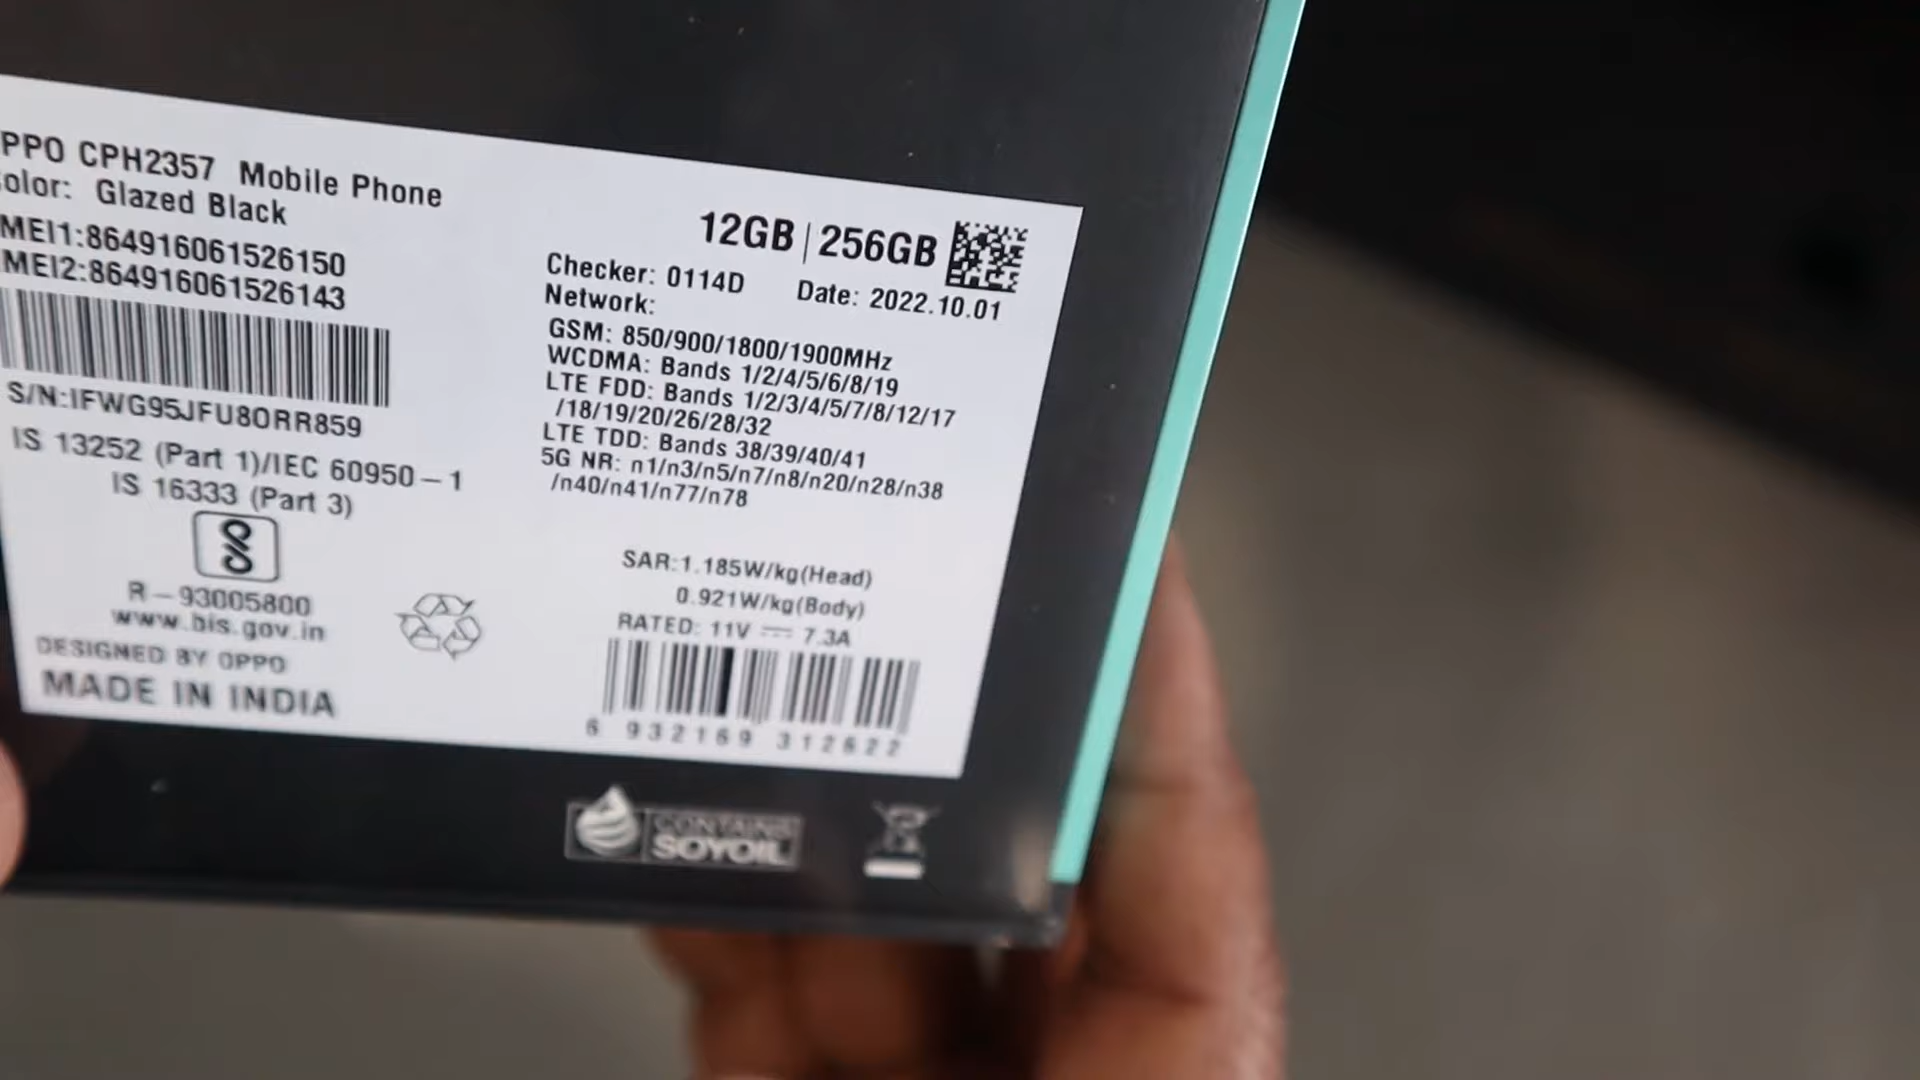 PPO CPH2357 Mobile Phone
olor: Glazed Black
MEI1:864916061526150
MEI2:864916061526143
S/N:IFWG95JFU8ORR859
IS 13252 (Part 1)/IEC 60950-1
IS 16333 (Part 3)
R-93005800
www.bis.gov.in
DESIGNED BY OPPO
MADE IN INDIA
12GB | 256GB
Checker: 0114D Date: 2022.10.01
Network:
GSM: 850/900/1800/1900MHz
WCDMA: Bands 1/2/4/5/6/8/19
LTE FDD: Bands 1/2/3/4/5/7/8/12/17
/18/19/20/26/28/32
LTE TDD: Bands 38/39/40/41
5G NR: n1/n3/n5/n7/n8/n20/n28/n38
/n40/n41/n77/n78
SAR:1.185W/kg(Head)
0.921W/kg(Body)
RATED: 11V ⎓ 7.3A
6 932169 312622
CONTAINS
SOYOIL